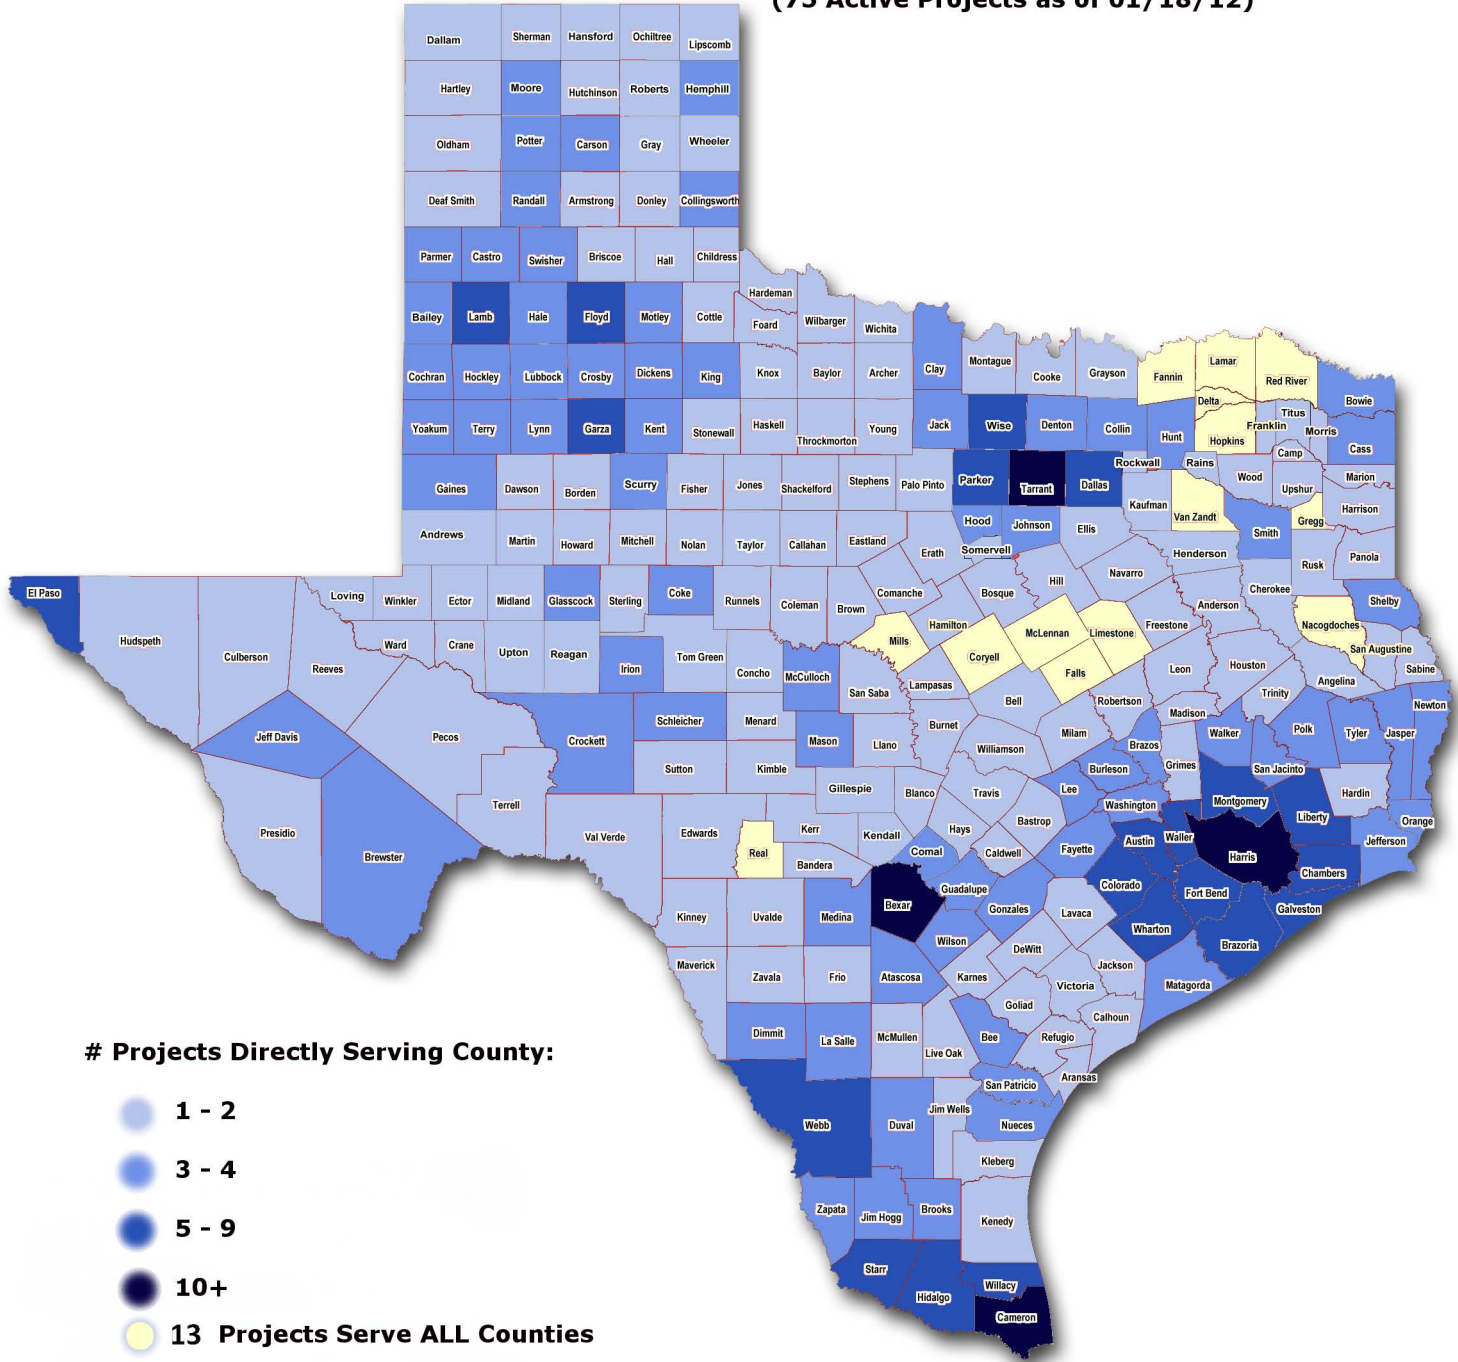 (75 Active Projects as of 01/18/12)
Dallam Sherman Hansford Ochiltree Lipscomb
Hartley Moore Hutchinson Roberts Hemphill
Oldham Potter Carson Gray Wheeler
Deaf Smith Randall Armstrong Donley Collingsworth
Parmer Castro Swisher Briscoe Hall Childress
Hardeman
Bailey Lamb Hale Floyd Motley Cottle Foard Wilbarger Wichita
Cochran Hockley Lubbock Crosby Dickens King Knox Baylor Archer Clay Montague Cooke Grayson Fannin Lamar Red River
Delta Titus Bowie
Yoakum Terry Lynn Garza Kent Stonewall Haskell Throckmorton Young Jack Wise Denton Collin Hunt Hopkins Franklin Morris Cass
Camp
Gaines Dawson Borden Scurry Fisher Jones Shackelford Stephens Palo Pinto Parker Tarrant Dallas Rockwall Rains Wood Upshur Marion
Kaufman Van Zandt Gregg Harrison
Andrews Martin Howard Mitchell Nolan Taylor Callahan Eastland Erath Hood Johnson Ellis Smith
Somervell Henderson Rusk Panola
El Paso Loving Winkler Ector Midland Glasscock Sterling Coke Runnels Coleman Brown Comanche Bosque Hill Navarro Anderson Cherokee Shelby
Hudspeth Culberson Reeves Ward Crane Upton Reagan Irion Tom Green Concho McCulloch Mills Hamilton Coryell McLennan Limestone Freestone Nacogdoches San Augustine
San Saba Lampasas Falls Leon Houston Angelina Sabine
Jeff Davis Pecos Crockett Schleicher Menard Mason Llano Burnet Bell Milam Robertson Madison Trinity Newton
Williamson Brazos Walker Polk Tyler Jasper
Sutton Kimble Gillespie Blanco Travis Lee Burleson Grimes San Jacinto Hardin
Presidio Brewster Terrell Val Verde Edwards Kerr Kendall Hays Bastrop Washington Montgomery Liberty Orange
Real Bandera Comal Caldwell Fayette Austin Waller Harris Jefferson
Kinney Uvalde Medina Bexar Guadalupe Gonzales Lavaca Colorado Fort Bend Chambers Galveston
Wilson DeWitt Wharton Brazoria
Maverick Zavala Frio Atascosa Karnes Goliad Victoria Jackson Matagorda
Dimmit La Salle McMullen Live Oak Bee Refugio Calhoun
San Patricio Aransas
Webb Duval Jim Wells Nueces
Kleberg
Zapata Jim Hogg Brooks Kenedy
Starr Hidalgo Willacy
Cameron
# Projects Directly Serving County:
1 - 2
3 - 4
5 - 9
10+
13 Projects Serve ALL Counties